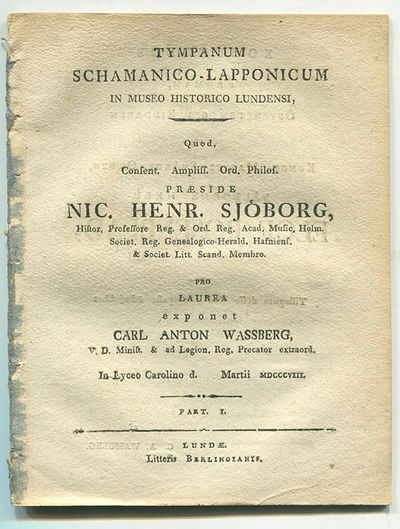 TYMPANUM
SCHAMANICO-LAPPONICUM
IN MUSEO HISTORICO LUNDENSI,
Quod,
Conſent. Ampliſſ. Ord. Philoſ.
PRÆSIDE
NIC. HENR. SJÖBORG,
Hiſtor, Profeſſore Reg. & Ord. Reg. Acad, Muſic, Holm.
Societ, Reg. Genealogico-Herald, Hafnienſ.
& Societ. Litt. Scand, Membro.
PRO
LAUREA
exponet
CARL ANTON WASSBERG,
V. D. Miniſt. & ad Legion, Reg. Precator extraord.
In Lyceo Carolino d. Martii MDCCCVIII.
PART. I.
LUNDÆ.
Litteris BERLINGIANIS.